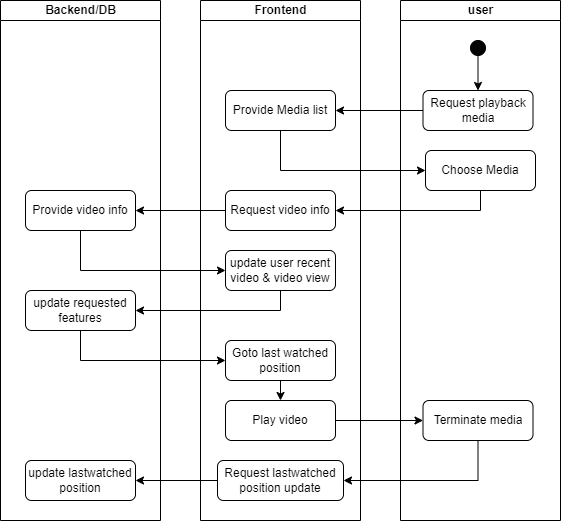 Backend/DB
Frontend
user
Request playback
media
Provide Media list
Choose Media
Request video info
Provide video info
update user recent
video & video view
update requested
features
Goto last watched
position
Play video
Terminate media
Request lastwatched
position update
update lastwatched
position